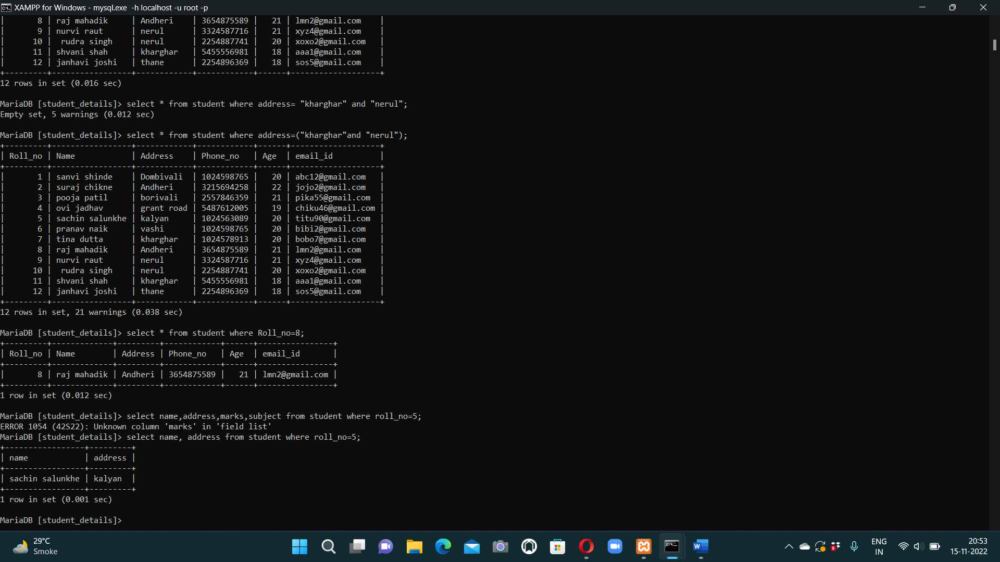 XAMPP for Windows - mysql.exe -h localhost -u root -p
|       8 | raj mahadik     | Andheri    | 3654875589 |   21 | lmn2@gmail.com    |
|       9 | nurvi raut      | nerul      | 3324587716 |   21 | xyz4@gmail.com    |
|      10 |  rudra singh    | nerul      | 2254887741 |   20 | xoxo2@gmail.com   |
|      11 | shvani shah     | kharghar   | 5455556981 |   18 | aaa1@gmail.com    |
|      12 | janhavi joshi   | thane      | 2254896369 |   18 | sos5@gmail.com    |
+---------+-----------------+------------+------------+------+-------------------+
12 rows in set (0.016 sec)
MariaDB [student_details]> select * from student where address= "kharghar" and "nerul";
Empty set, 5 warnings (0.012 sec)
MariaDB [student_details]> select * from student where address=("kharghar"and "nerul");
+---------+-----------------+------------+------------+------+-------------------+
| Roll_no | Name            | Address    | Phone_no   | Age  | email_id          |
+---------+-----------------+------------+------------+------+-------------------+
|       1 | sanvi shinde    | Dombivali  | 1024598765 |   20 | abc12@gmail.com   |
|       2 | suraj chikne    | Andheri    | 3215694258 |   22 | jojo2@gmail.com   |
|       3 | pooja patil     | borivali   | 2557846359 |   21 | pika55@gmail.com  |
|       4 | ovi jadhav      | grant road | 5487612005 |   19 | chiku46@gmail.com |
|       5 | sachin salunkhe | kalyan     | 1024563089 |   20 | titu90@gmail.com  |
|       6 | pranav naik     | vashi      | 1024598765 |   20 | bibi2@gmail.com   |
|       7 | tina dutta      | kharghar   | 1024578913 |   20 | bobo7@gmail.com   |
|       8 | raj mahadik     | Andheri    | 3654875589 |   21 | lmn2@gmail.com    |
|       9 | nurvi raut      | nerul      | 3324587716 |   21 | xyz4@gmail.com    |
|      10 |  rudra singh    | nerul      | 2254887741 |   20 | xoxo2@gmail.com   |
|      11 | shvani shah     | kharghar   | 5455556981 |   18 | aaa1@gmail.com    |
|      12 | janhavi joshi   | thane      | 2254896369 |   18 | sos5@gmail.com    |
+---------+-----------------+------------+------------+------+-------------------+
12 rows in set, 21 warnings (0.038 sec)
MariaDB [student_details]> select * from student where Roll_no=8;
+---------+-------------+---------+------------+------+----------------+
| Roll_no | Name        | Address | Phone_no   | Age  | email_id       |
+---------+-------------+---------+------------+------+----------------+
|       8 | raj mahadik | Andheri | 3654875589 |   21 | lmn2@gmail.com |
+---------+-------------+---------+------------+------+----------------+
1 row in set (0.012 sec)
MariaDB [student_details]> select name,address,marks,subject from student where roll_no=5;
ERROR 1054 (42S22): Unknown column 'marks' in 'field list'
MariaDB [student_details]> select name, address from student where roll_no=5;
+-----------------+---------+
| name            | address |
+-----------------+---------+
| sachin salunkhe | kalyan  |
+-----------------+---------+
1 row in set (0.001 sec)
MariaDB [student_details]>
29°C
Smoke
6
ENG
IN
20:53
15-11-2022